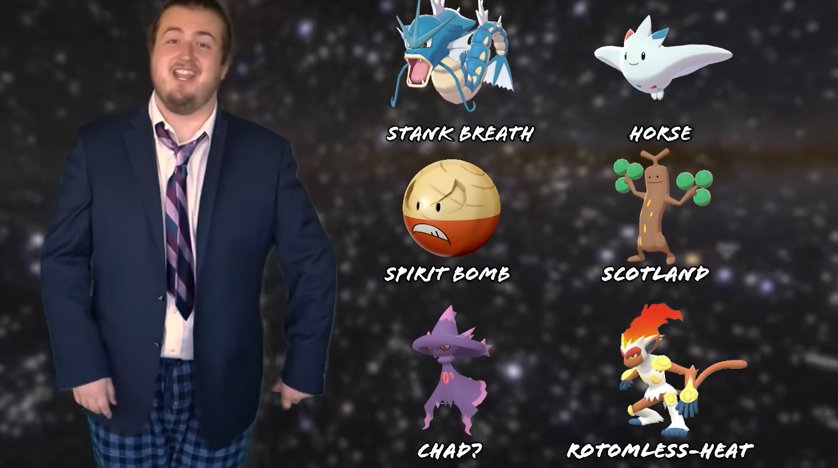 STANK BREATH
HORSE
SPIRIT BOMB
SCOTLAND
CHAD?
ROTOMLESS-HEAT